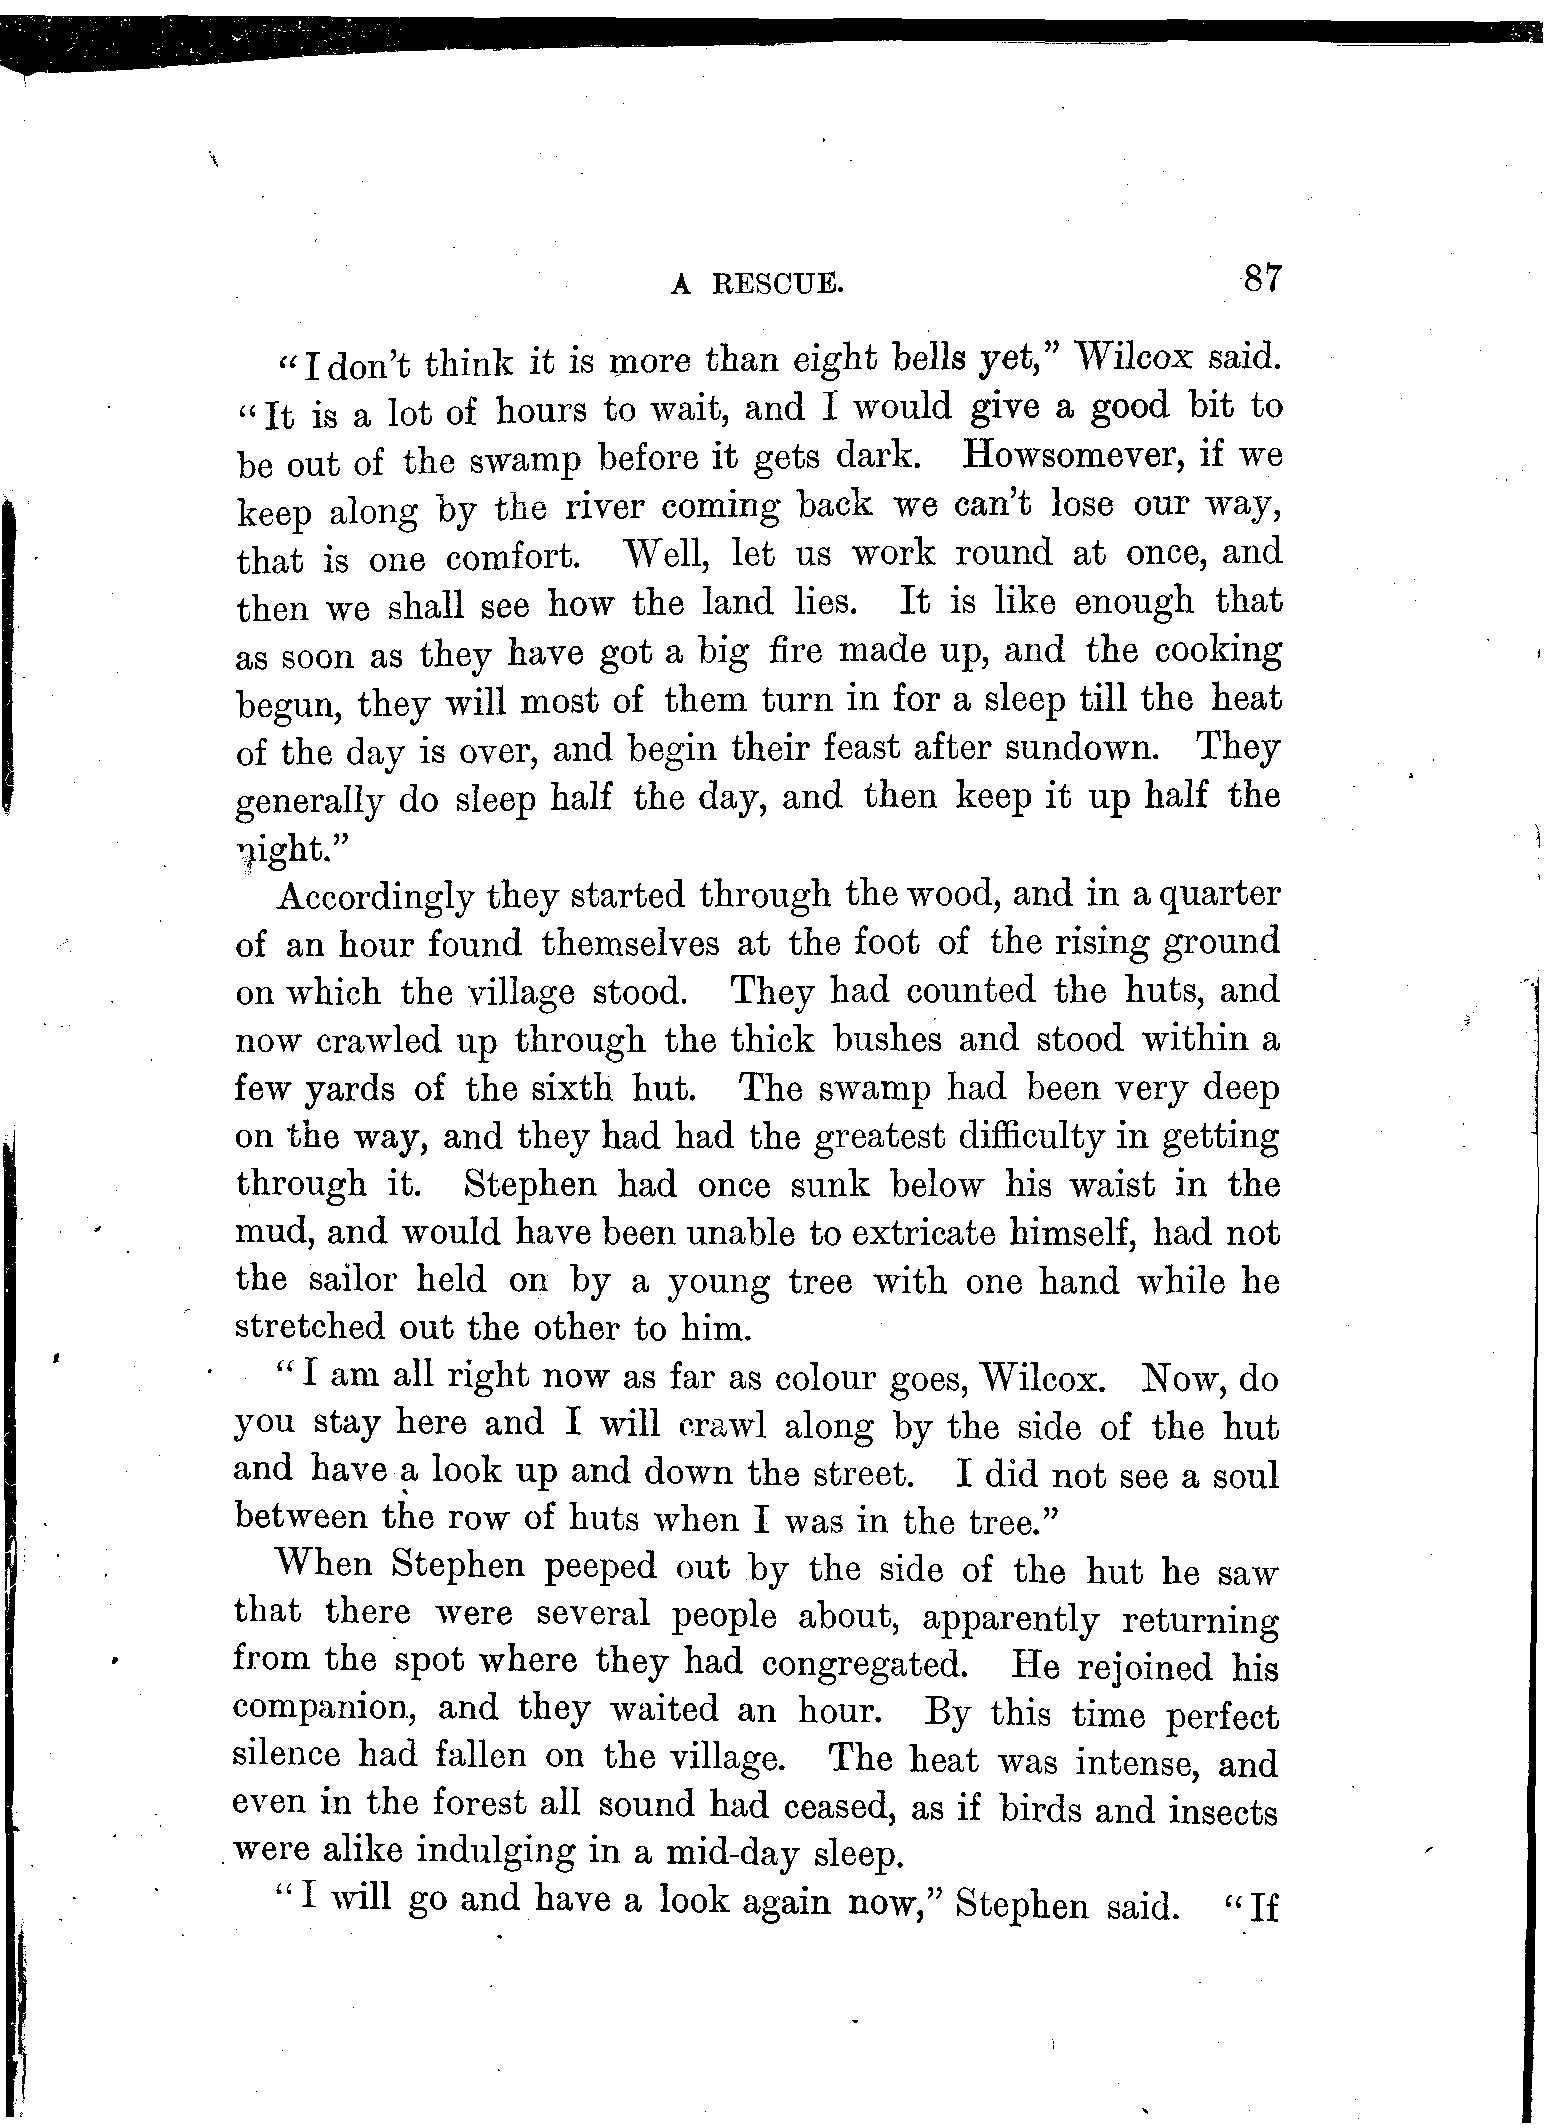 A RESCUE. 87
"I don't think it is more than eight bells yet," Wilcox said.
"It is a lot of hours to wait, and I would give a good bit to
be out of the swamp before it gets dark. Howsomever, if we
keep along by the river coming back we can't lose our way,
that is one comfort. Well, let us work round at once, and
then we shall see how the land lies. It is like enough that
as soon as they have got a big fire made up, and the cooking
begun, they will most of them turn in for a sleep till the heat
of the day is over, and begin their feast after sundown. They
generally do sleep half the day, and then keep it up half the
night."
Accordingly they started through the wood, and in a quarter
of an hour found themselves at the foot of the rising ground
on which the village stood. They had counted the huts, and
now crawled up through the thick bushes and stood within a
few yards of the sixth hut. The swamp had been very deep
on the way, and they had had the greatest difficulty in getting
through it. Stephen had once sunk below his waist in the
mud, and would have been unable to extricate himself, had not
the sailor held on by a young tree with one hand while he
stretched out the other to him.
"I am all right now as far as colour goes, Wilcox. Now, do
you stay here and I will crawl along by the side of the hut
and have a look up and down the street. I did not see a soul
between the row of huts when I was in the tree."
When Stephen peeped out by the side of the hut he saw
that there were several people about, apparently returning
from the spot where they had congregated. He rejoined his
companion, and they waited an hour. By this time perfect
silence had fallen on the village. The heat was intense, and
even in the forest all sound had ceased, as if birds and insects
were alike indulging in a mid-day sleep.
"I will go and have a look again now," Stephen said. "If